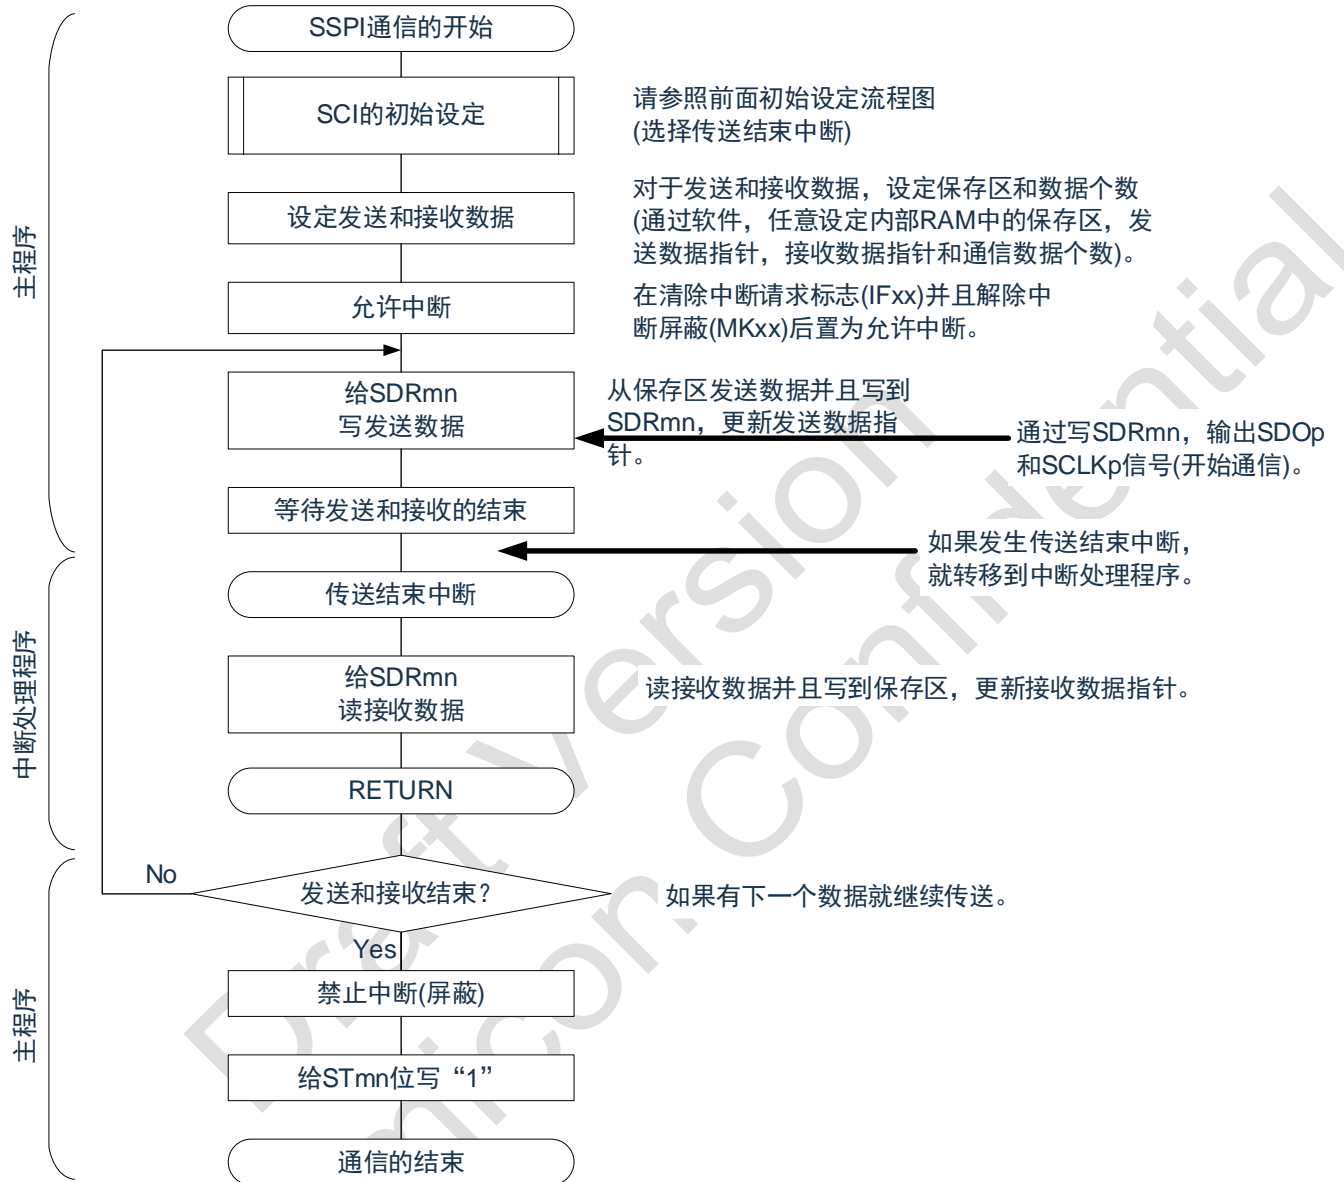 SSPI通信的开始
SCI的初始设定
请参照前面初始设定流程图
(选择传送结束中断)
设定发送和接收数据
对于发送和接收数据，设定保存区和数据个数
(通过软件，任意设定内部RAM中的保存区，发
送数据指针，接收数据指针和通信数据个数)。
主程序
允许中断
在清除中断请求标志(IFxx)并且解除中
断屏蔽(MKxx)后置为允许中断。
给SDRmn
写发送数据
从保存区发送数据并且写到
SDRmn，更新发送数据指
针。
通过写SDRmn，输出SDOp
和SCLKp信号(开始通信)。
等待发送和接收的结束
如果发生传送结束中断，
就转移到中断处理程序。
传送结束中断
中断处理程序
给SDRmn
读接收数据
读接收数据并且写到保存区，更新接收数据指针。
RETURN
No
发送和接收结束？
如果有下一个数据就继续传送。
Yes
禁止中断(屏蔽)
主程序
给STmn位写“1”
通信的结束
Draft Version
micon Confidential